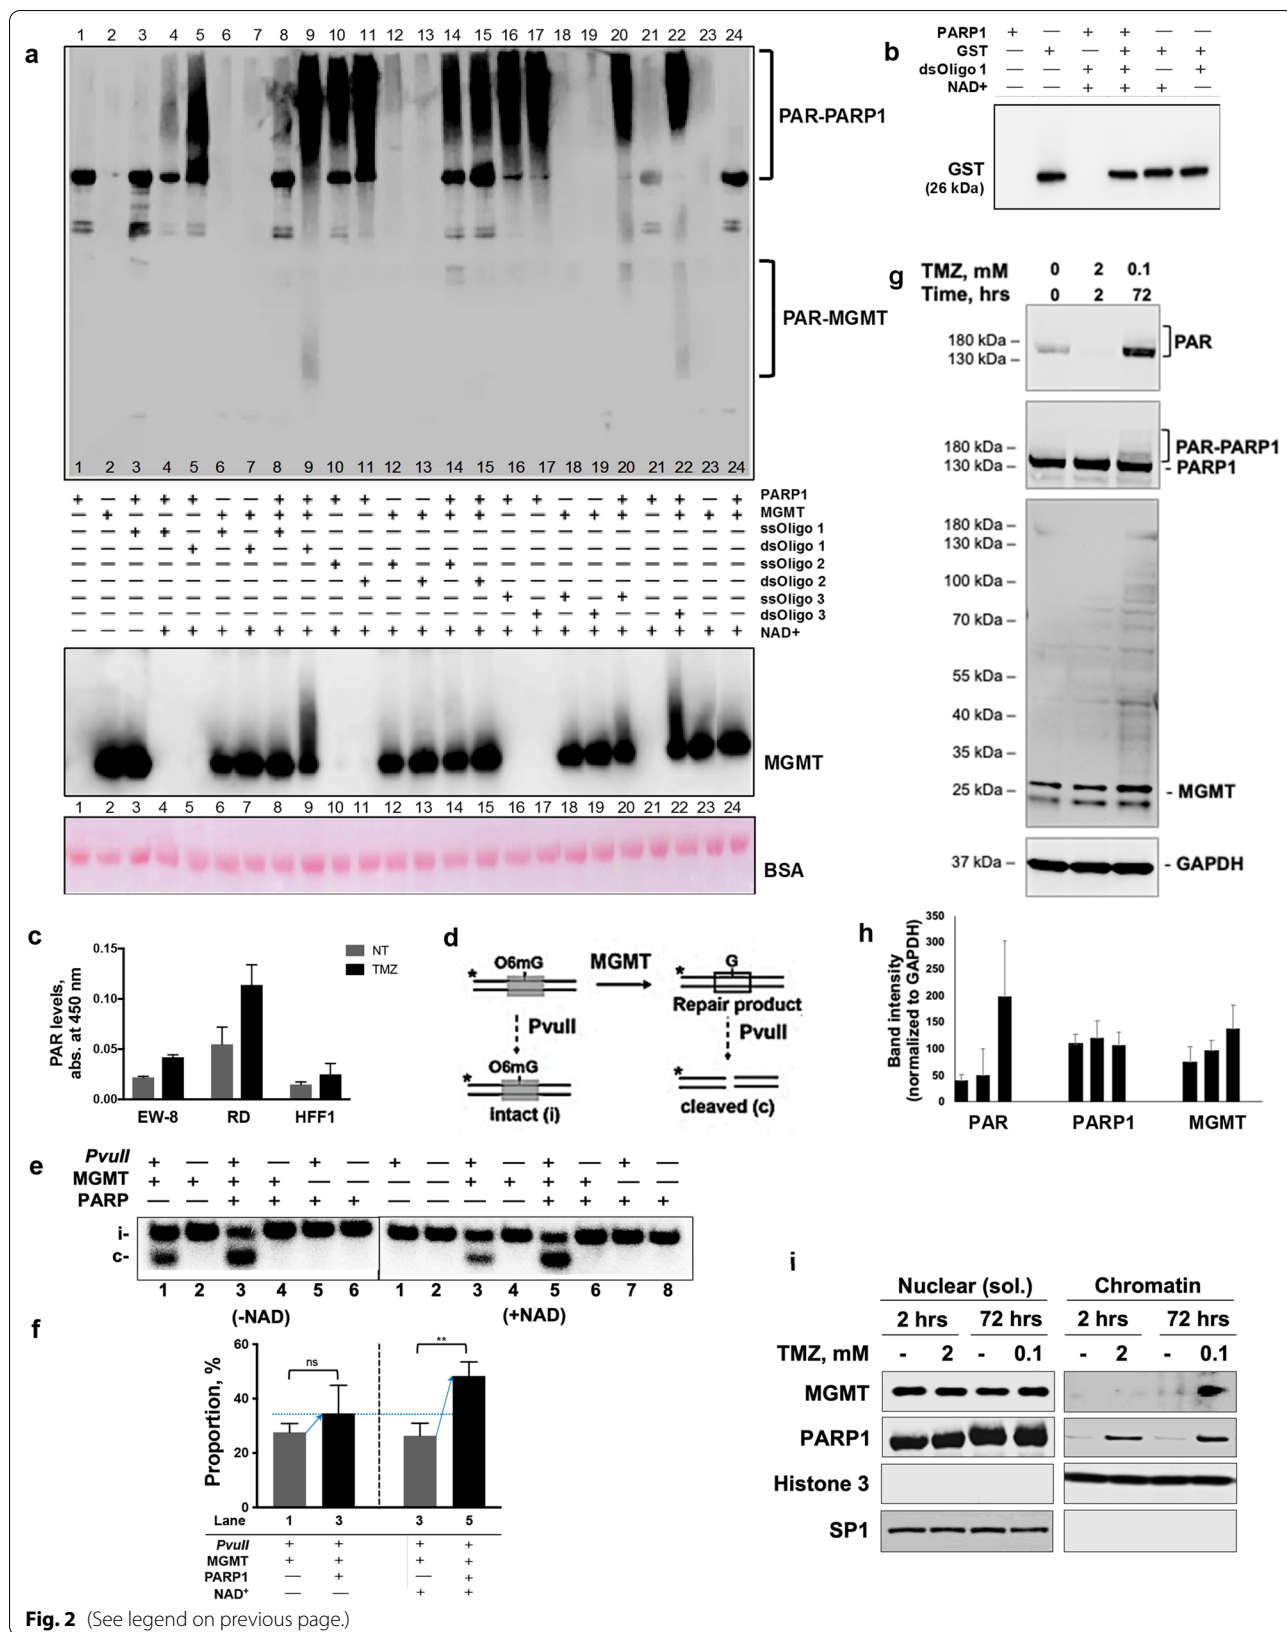 a
1 2 3 4 5 6 7 8 9 10 11 12 13 14 15 16 17 18 19 20 21 22 23 24
PAR-PARP1
PAR-MGMT
1 2 3 4 5 6 7 8 9 10 11 12 13 14 15 16 17 18 19 20 21 22 23 24
+ — + + + — — + + + + — — + + + + — — + + + — + PARP1
— + — — — + + + + — — + + + + — — + + + — + + + MGMT
— — + + — + — + — — — — — — — — — — — — — — — — ssOligo 1
— — — — + — + — + — — — — — — — — — — — — — — — dsOligo 1
— — — — — — — — — + — + — + — — — — — — — — — — ssOligo 2
— — — — — — — — — — + — + — + — — — — — — — — — dsOligo 2
— — — — — — — — — — — — — — — + — + — + — — — — ssOligo 3
— — — — — — — — — — — — — — — — + — + — — + — — dsOligo 3
— — — + + + + + + + + + + + + + + + + + + + + + NAD+
MGMT
1 2 3 4 5 6 7 8 9 10 11 12 13 14 15 16 17 18 19 20 21 22 23 24
BSA
b
PARP1 + — + + — —
GST — + — + + +
dsOligo 1 — — + + — +
NAD+ — — + + + —
GST
(26 kDa)
g
TMZ, mM 0 2 0.1
Time, hrs 0 2 72
180 kDa –
130 kDa –
PAR
180 kDa –
130 kDa –
PAR-PARP1
- PARP1
180 kDa –
130 kDa –
100 kDa –
70 kDa –
55 kDa –
40 kDa –
35 kDa –
25 kDa –
- MGMT
37 kDa –
- GAPDH
c
PAR levels,
abs. at 450 nm
0.15
0.10
0.05
0.00
NT
TMZ
EW-8 RD HFF1
d
* O6mG
MGMT
* G
Repair product
PvuII
PvuII
* O6mG
intact (i)
*
cleaved (c)
h
Band intensity
(normalized to GAPDH)
350
300
250
200
150
100
50
0
PAR PARP1 MGMT
e
PvuII + — + — + — + — + — + — + —
MGMT + + + + — — — — + + + + — —
PARP — — + + + + — — — — + + + +
i-
c-
1 2 3 4 5 6 1 2 3 4 5 6 7 8
(-NAD) (+NAD)
f
Proportion, %
60
40
20
0
ns
**
Lane 1 3 3 5
PvuII + + + +
MGMT + + + +
PARP1 — + — +
NAD+ — — + +
i
Nuclear (sol.) Chromatin
2 hrs 72 hrs 2 hrs 72 hrs
TMZ, mM - 2 - 0.1 - 2 - 0.1
MGMT
PARP1
Histone 3
SP1
Fig. 2 (See legend on previous page.)